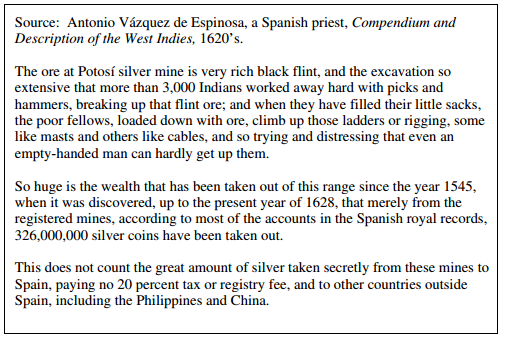 Source:  Antonio Vázquez de Espinosa, a Spanish priest, Compendium and
Description of the West Indies, 1620’s.
The ore at Potosí silver mine is very rich black flint, and the excavation so
extensive that more than 3,000 Indians worked away hard with picks and
hammers, breaking up that flint ore; and when they have filled their little sacks,
the poor fellows, loaded down with ore, climb up those ladders or rigging, some
like masts and others like cables, and so trying and distressing that even an
empty-handed man can hardly get up them.
So huge is the wealth that has been taken out of this range since the year 1545,
when it was discovered, up to the present year of 1628, that merely from the
registered mines, according to most of the accounts in the Spanish royal records,
326,000,000 silver coins have been taken out.
This does not count the great amount of silver taken secretly from these mines to
Spain, paying no 20 percent tax or registry fee, and to other countries outside
Spain, including the Philippines and China.